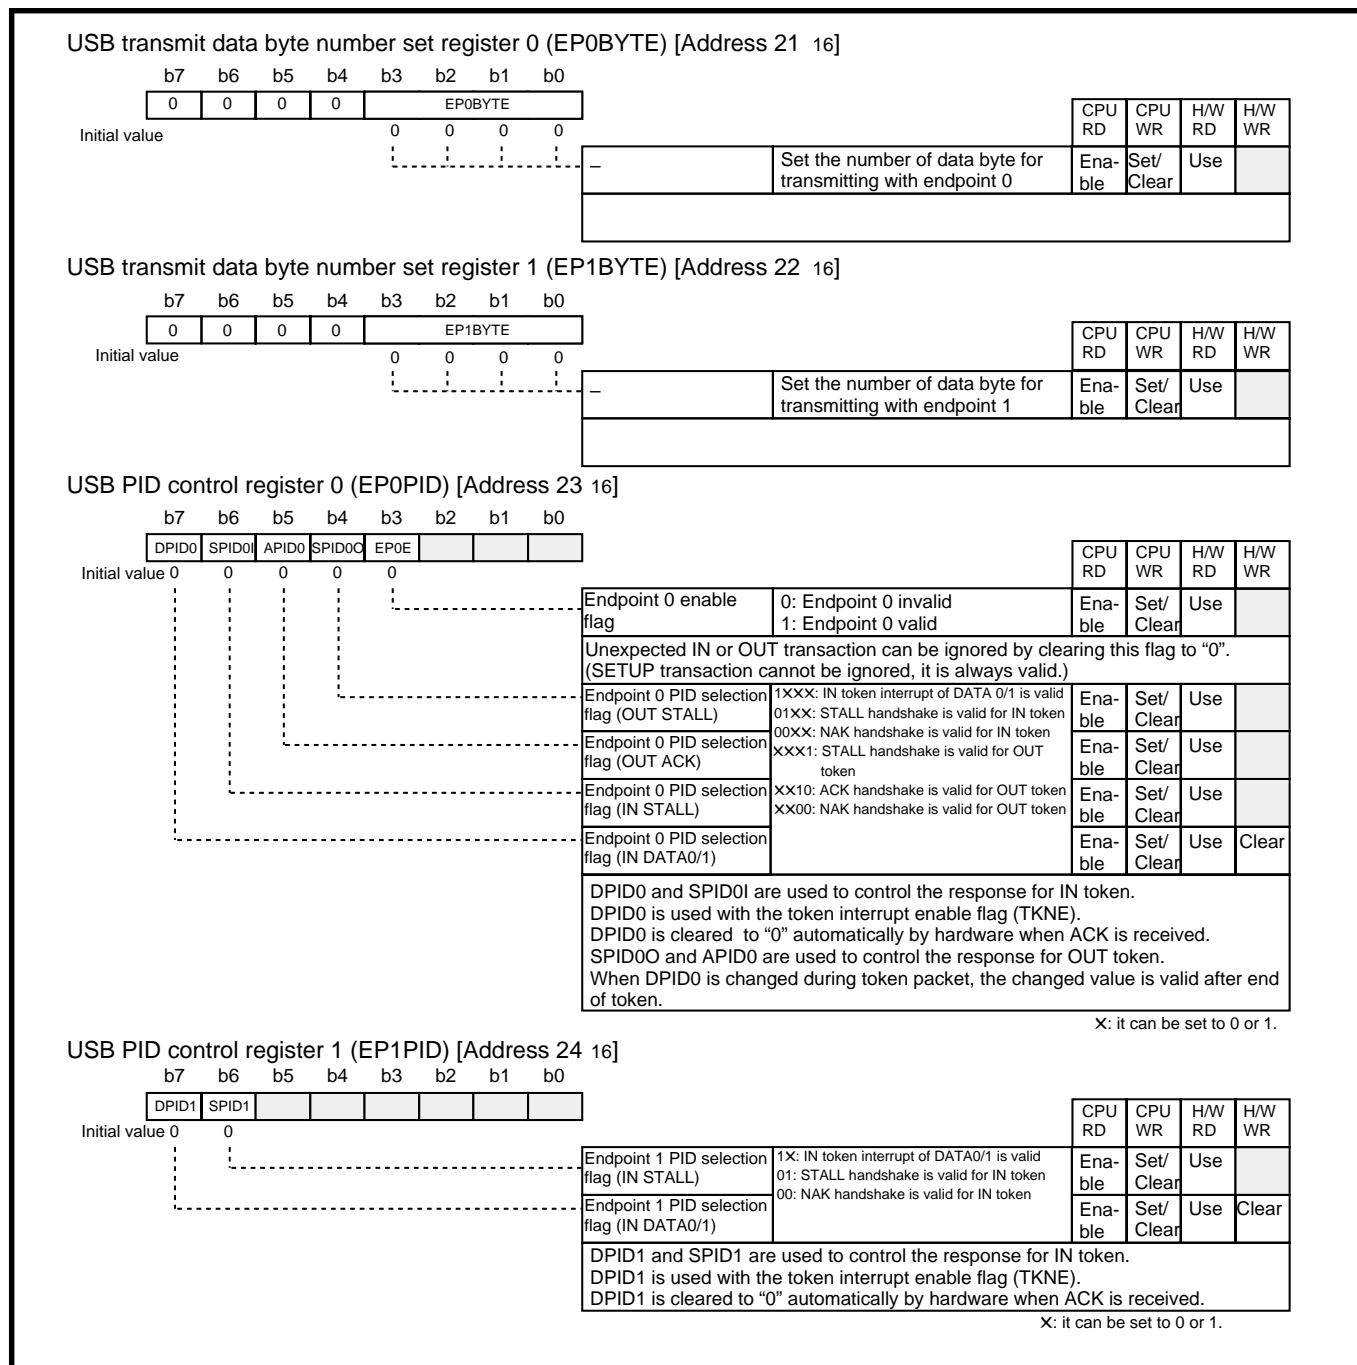 USB transmit data byte number set register 0 (EP0BYTE) [Address 21 16]
b7 b6 b5 b4 b3 b2 b1 b0
0 0 0 0 EP0BYTE
Initial value 0 0 0 0
CPU RD CPU WR H/W RD H/W WR
– Set the number of data byte for Ena- Set/ Use
transmitting with endpoint 0 ble Clear
USB transmit data byte number set register 1 (EP1BYTE) [Address 22 16]
b7 b6 b5 b4 b3 b2 b1 b0
0 0 0 0 EP1BYTE
Initial value 0 0 0 0
CPU RD CPU WR H/W RD H/W WR
– Set the number of data byte for Ena- Set/ Use
transmitting with endpoint 1 ble Clear
USB PID control register 0 (EP0PID) [Address 23 16]
b7 b6 b5 b4 b3 b2 b1 b0
DPID0 SPID0I APID0 SPID0O EP0E
Initial value 0 0 0 0 0
CPU RD CPU WR H/W RD H/W WR
Endpoint 0 enable 0: Endpoint 0 invalid Ena- Set/ Use
flag 1: Endpoint 0 valid ble Clear
Unexpected IN or OUT transaction can be ignored by clearing this flag to “0”.
(SETUP transaction cannot be ignored, it is always valid.)
Endpoint 0 PID selection 1XXX: IN token interrupt of DATA 0/1 is valid Ena- Set/ Use
flag (OUT STALL) 01XX: STALL handshake is valid for IN token ble Clear
00XX: NAK handshake is valid for IN token
Endpoint 0 PID selection XXX1: STALL handshake is valid for OUT Ena- Set/ Use
flag (OUT ACK) token ble Clear
Endpoint 0 PID selection XX10: ACK handshake is valid for OUT token Ena- Set/ Use
flag (IN STALL) XX00: NAK handshake is valid for OUT token ble Clear
Endpoint 0 PID selection Ena- Set/ Use Clear
flag (IN DATA0/1) ble Clear
DPID0 and SPID0I are used to control the response for IN token.
DPID0 is used with the token interrupt enable flag (TKNE).
DPID0 is cleared to “0” automatically by hardware when ACK is received.
SPID0O and APID0 are used to control the response for OUT token.
When DPID0 is changed during token packet, the changed value is valid after end
of token.
X: it can be set to 0 or 1.
USB PID control register 1 (EP1PID) [Address 24 16]
b7 b6 b5 b4 b3 b2 b1 b0
DPID1 SPID1
Initial value 0 0
CPU RD CPU WR H/W RD H/W WR
Endpoint 1 PID selection 1X: IN token interrupt of DATA0/1 is valid Ena- Set/ Use
flag (IN STALL) 01: STALL handshake is valid for IN token ble Clear
00: NAK handshake is valid for IN token
Endpoint 1 PID selection Ena- Set/ Use Clear
flag (IN DATA0/1) ble Clear
DPID1 and SPID1 are used to control the response for IN token.
DPID1 is used with the token interrupt enable flag (TKNE).
DPID1 is cleared to “0” automatically by hardware when ACK is received.
X: it can be set to 0 or 1.